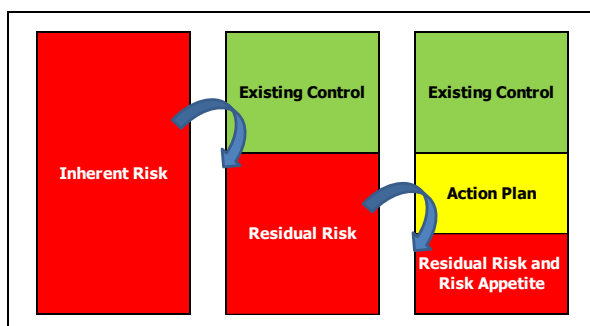 Inherent Risk
Existing Control
Residual Risk
Existing Control
Action Plan
Residual Risk and
Risk Appetite